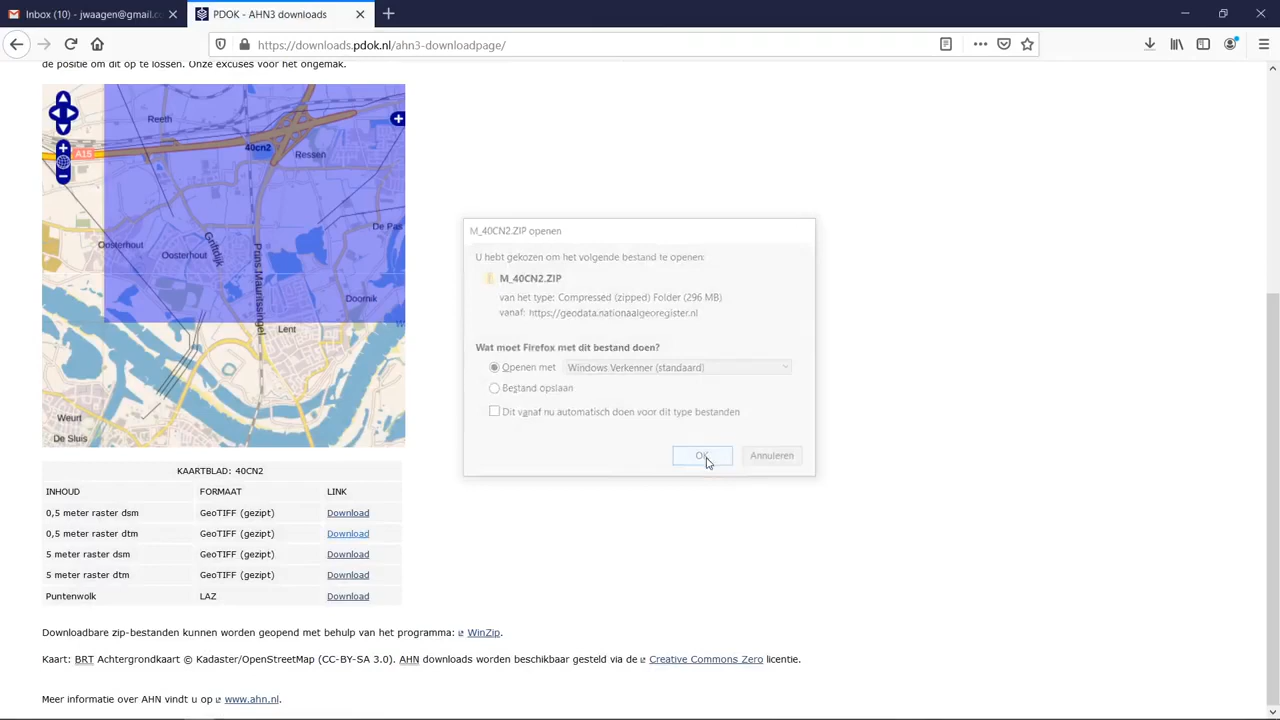 Inbox (10) - jwaagen@gmail.c
PDOK - AHN3 downloads
https://downloads.pdok.nl/ahn3-downloadpage/
de positie om dit op te lossen. Onze excuses voor het ongemak.
Reeth
40cn2
Ressen
A15
De Pas
Oosterhout
Griftdijk
Oosterhout
Prins Mauritssingel
Doornik
Lent
Weurt
De Sluis
M_40CN2.ZIP openen
U hebt gekozen om het volgende bestand te openen:
M_40CN2.ZIP
van het type: Compressed (zipped) Folder (296 MB)
vanaf: https://geodata.nationaalgeoregister.nl
Wat moet Firefox met dit bestand doen?
Openen met Windows Verkenner (standaard)
Bestand opslaan
Dit vanaf nu automatisch doen voor dit type bestanden
OK Annuleren
KAARTBLAD: 40CN2
INHOUD FORMAAT LINK
0,5 meter raster dsm GeoTIFF (gezipt) Download
0,5 meter raster dtm GeoTIFF (gezipt) Download
5 meter raster dsm GeoTIFF (gezipt) Download
5 meter raster dtm GeoTIFF (gezipt) Download
Puntenwolk LAZ Download
Downloadbare zip-bestanden kunnen worden geopend met behulp van het programma: WinZip.
Kaart: BRT Achtergrondkaart © Kadaster/OpenStreetMap (CC-BY-SA 3.0). AHN downloads worden beschikbaar gesteld via de Creative Commons Zero licentie.
Meer informatie over AHN vindt u op www.ahn.nl.